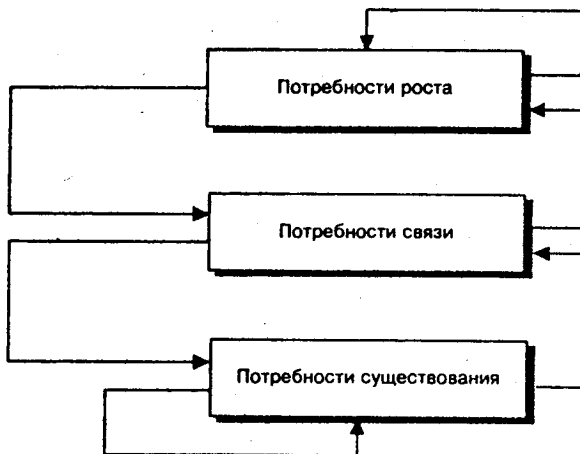 Потребности роста
Потребности связи
Потребности существования